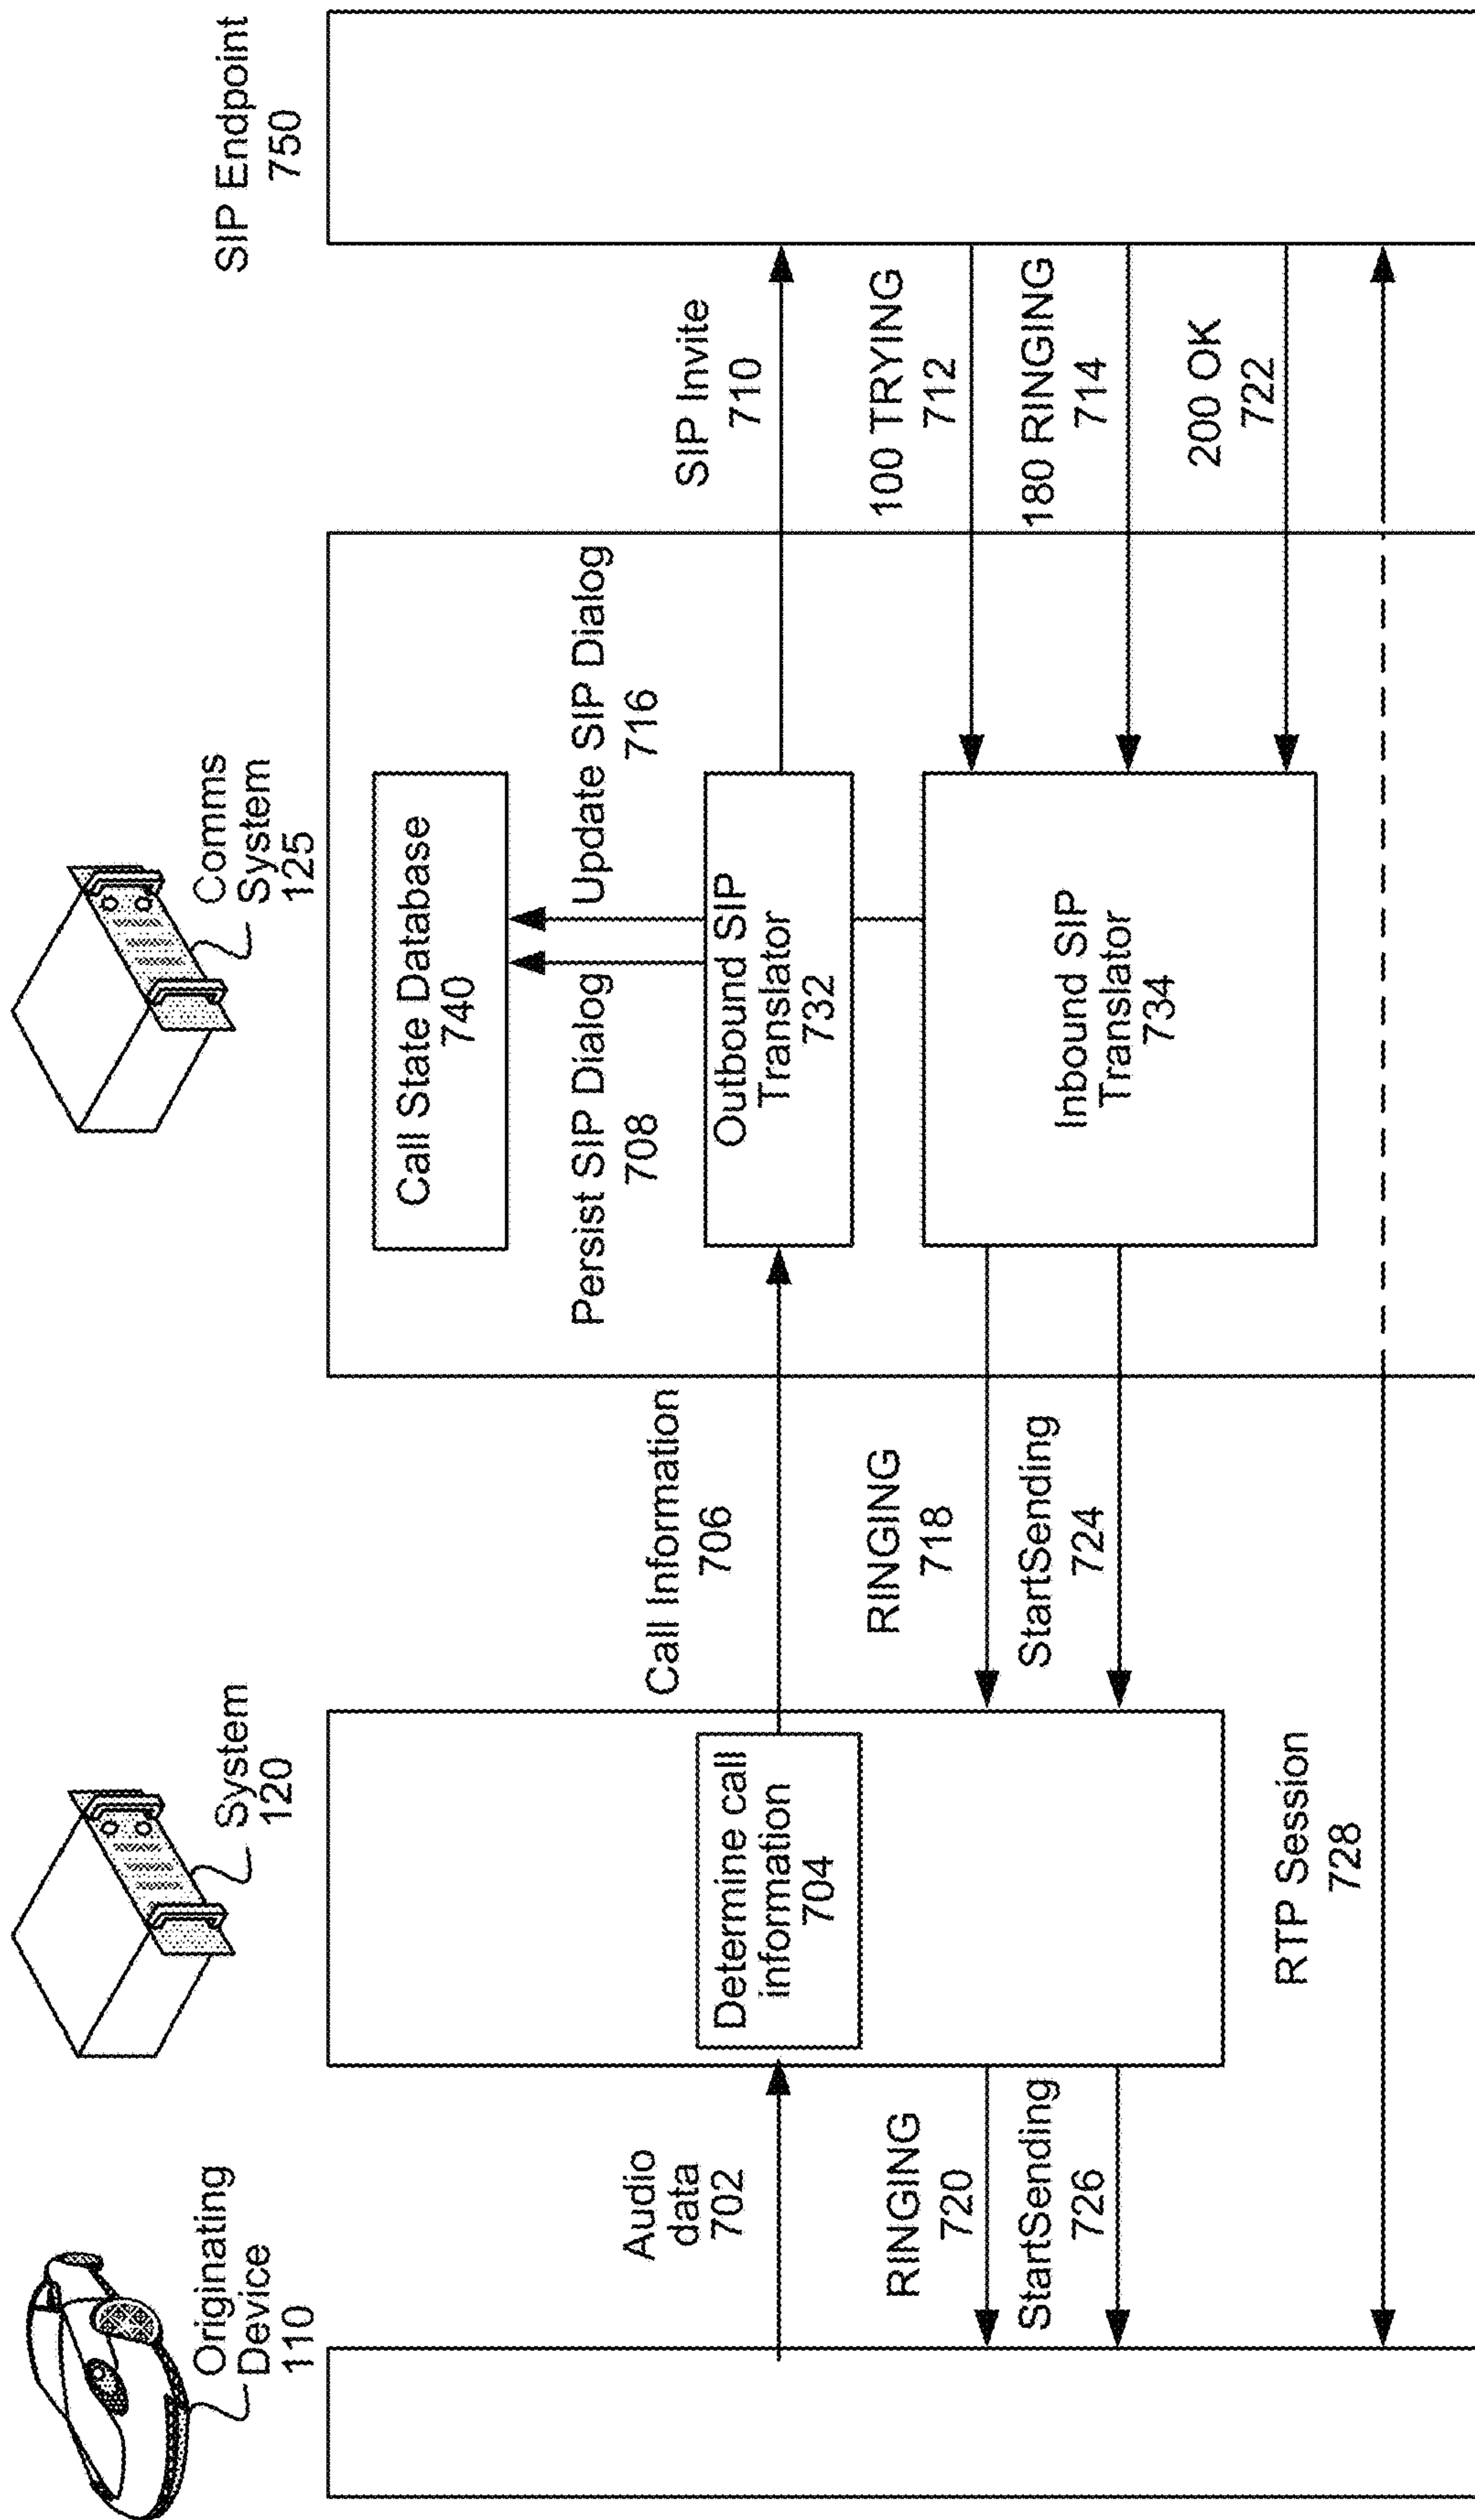 Originating
Device
110
System
120
Comms
System
125
SIP Endpoint
750
Audio
data
702
Determine call
information
704
Call Information
706
Call State Database
740
Persist SIP Dialog
708
Update SIP Dialog
716
Outbound SIP
Translator
732
SIP Invite
710
100 TRYING
712
180 RINGING
714
Inbound SIP
Translator
734
RINGING
718
RINGING
720
200 OK
722
StartSending
724
StartSending
726
RTP Session
728